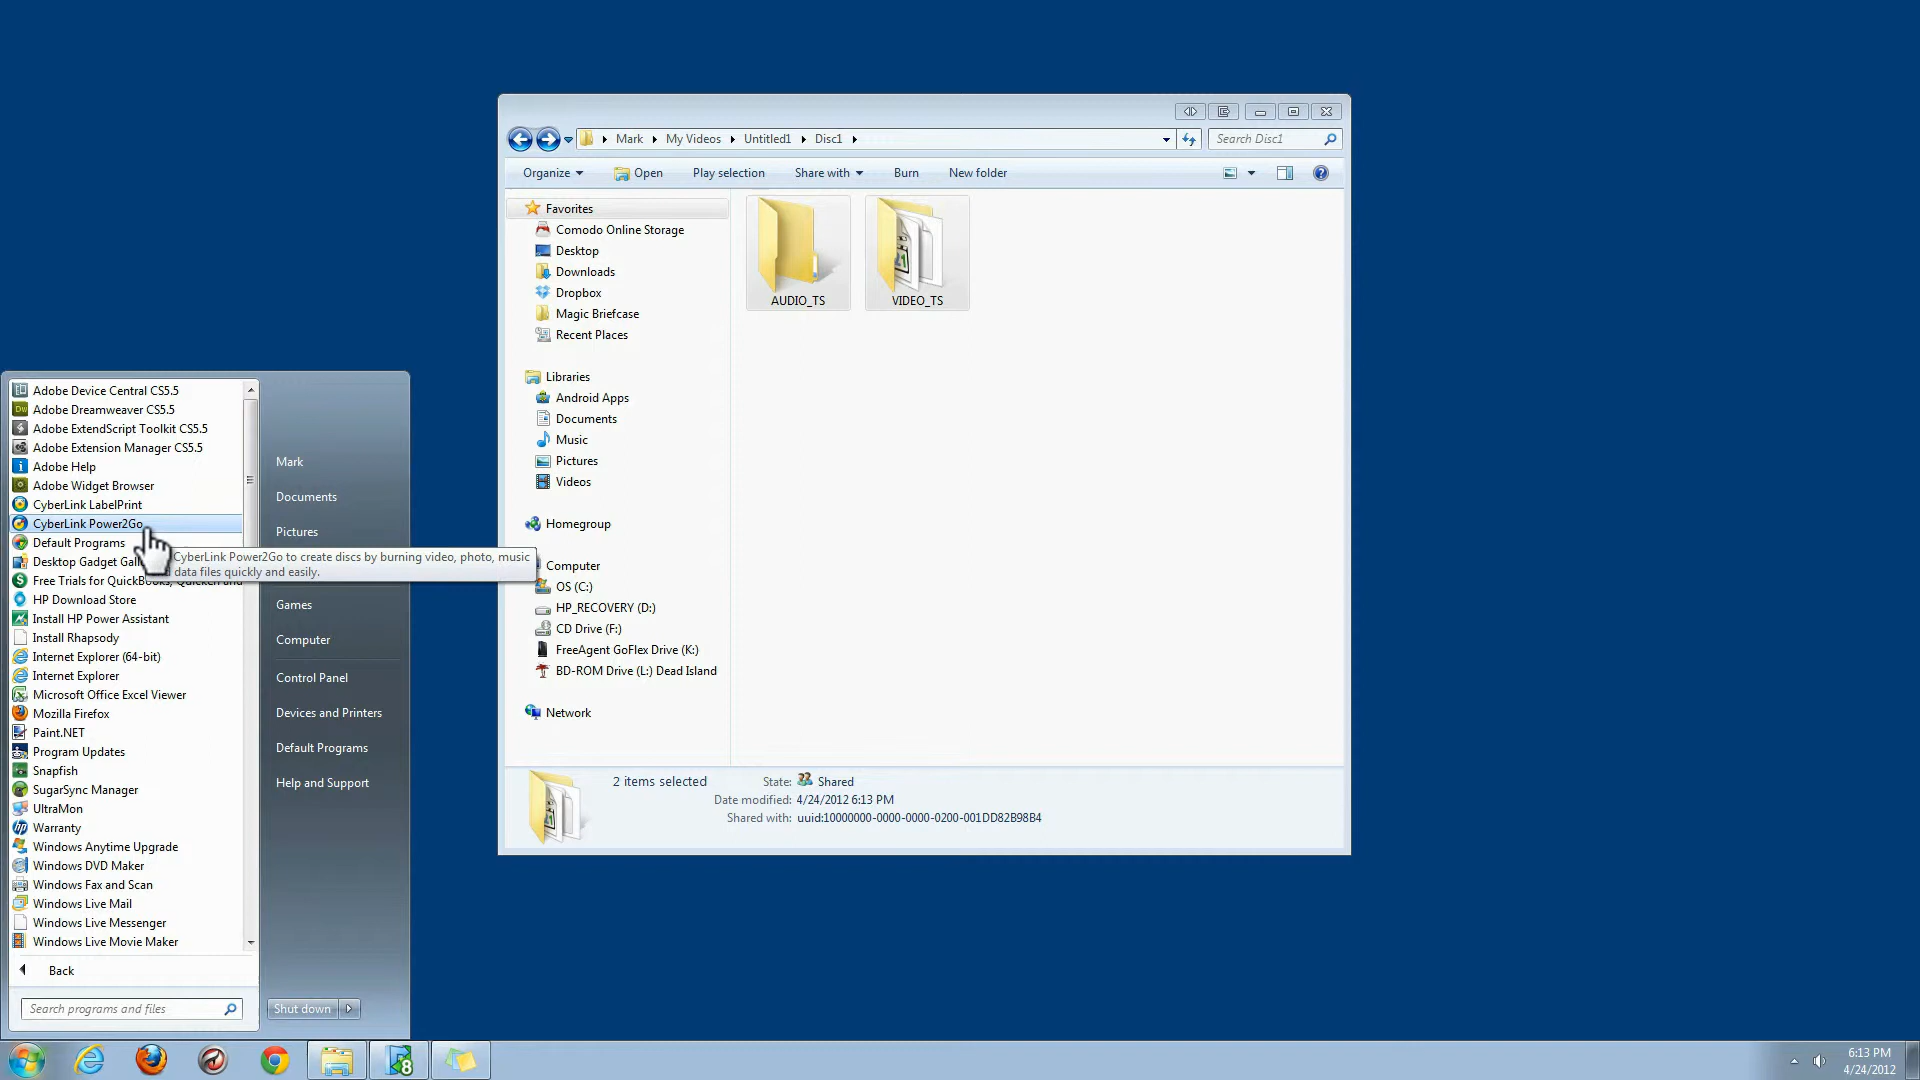 Mark
My Videos
Untitled1
Disc1
Search Disc1
Organize
Open
Play selection
Share with
Burn
New folder
Favorites
Comodo Online Storage
Desktop
Downloads
Dropbox
Magic Briefcase
Recent Places
Libraries
Android Apps
Documents
Music
Pictures
Videos
Homegroup
Computer
OS (C:)
HP_RECOVERY (D:)
CD Drive (F:)
FreeAgent GoFlex Drive (K:)
BD-ROM Drive (L:) Dead Island
Network
AUDIO_TS
VIDEO_TS
2 items selected
State: Shared
Date modified: 4/24/2012 6:13 PM
Shared with: uuid:10000000-0000-0000-0200-001DD82B98B4
Adobe Device Central CS5.5
Adobe Dreamweaver CS5.5
Adobe ExtendScript Toolkit CS5.5
Adobe Extension Manager CS5.5
Adobe Help
Adobe Widget Browser
CyberLink LabelPrint
CyberLink Power2Go
Default Programs
Desktop Gadget
Free Trials for QuickBooks, Quicken and
HP Download Store
Install HP Power Assistant
Install Rhapsody
Internet Explorer (64-bit)
Internet Explorer
Microsoft Office Excel Viewer
Mozilla Firefox
Paint.NET
Program Updates
Snapfish
SugarSync Manager
UltraMon
Warranty
Windows Anytime Upgrade
Windows DVD Maker
Windows Fax and Scan
Windows Live Mail
Windows Live Messenger
Windows Live Movie Maker
Back
Search programs and files
CyberLink Power2Go to create discs by burning video, photo, music
data files quickly and easily.
Mark
Documents
Pictures
Games
Computer
Control Panel
Devices and Printers
Default Programs
Help and Support
Shut down
6:13 PM
4/24/2012